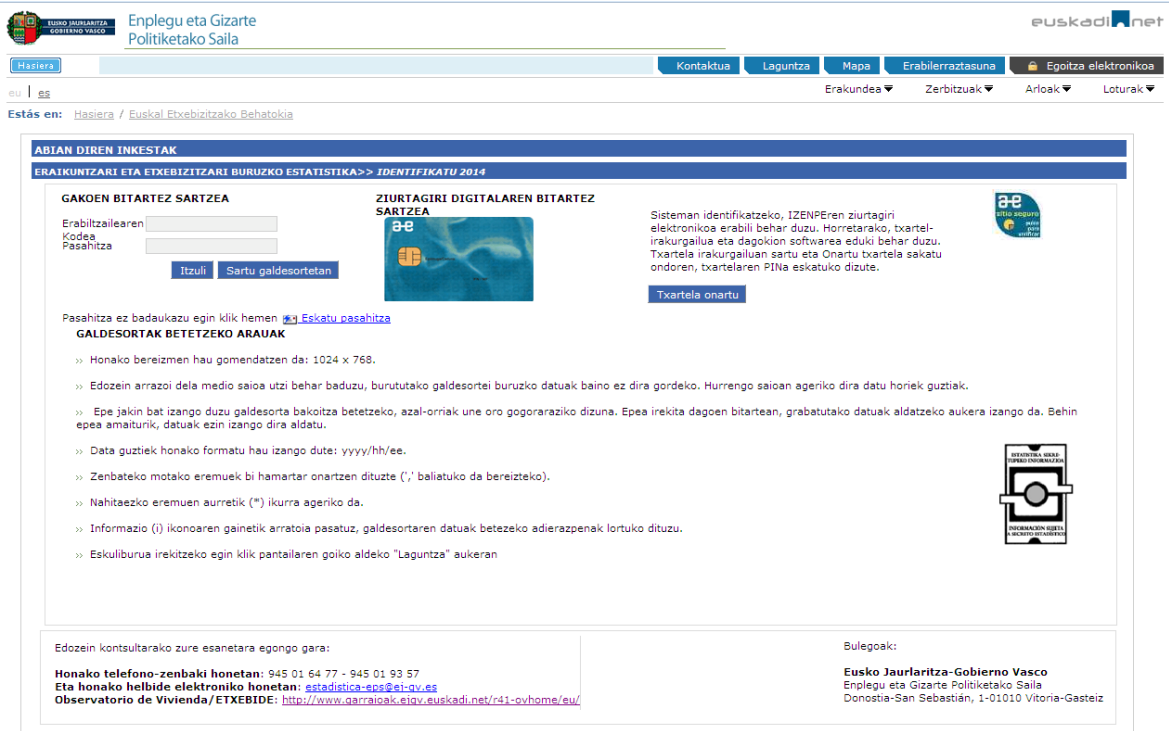 EUSKO JAURLARITZA
GOBIERNO VASCO
Enplegu eta Gizarte
Politiketako Saila
euskadi.net
Hasiera
Kontaktua
Laguntza
Mapa
Erabilerraztasuna
Egoitza elektronikoa
eu | es
Erakundea
Zerbitzuak
Arloak
Loturak
Estás en: Hasiera / Euskal Etxebizitzako Behatokia
ABIAN DIREN INKESTAK
ERAIKUNTZARI ETA ETXEBIZITZARI BURUZKO ESTATISTIKA>> IDENTIFIKATU 2014
GAKOEN BITARTEZ SARTZEA
Erabiltzailearen
Kodea
Pasahitza
Itzuli
Sartu galdesortetan
ZIURTAGIRI DIGITALAREN BITARTEZ
SARTZEA
Sisteman identifikatzeko, IZENPEren ziurtagiri
elektronikoa erabili behar duzu. Horretarako, txartel-
irakurgailua eta dagokion softwarea eduki behar duzu.
Txartela irakurgailuan sartu eta Onartu txartela sakatu
ondoren, txartelaren PINa eskatuko dizute.
Txartela onartu
sitio seguro
pulse
para
verificar
Pasahitza ez badaukazu egin klik hemen Eskatu pasahitza
GALDESORTAK BETETZEKO ARAUAK
» Honako bereizmen hau gomendatzen da: 1024 x 768.
» Edozein arrazoi dela medio saioa utzi behar baduzu, burututako galdesortei buruzko datuak baino ez dira gordeko. Hurrengo saioan ageriko dira datu horiek guztiak.
» Epe jakin bat izango duzu galdesorta bakoitza betetzeko, azal-orriak une oro gogoraraziko dizuna. Epea irekita dagoen bitartean, grabatutako datuak aldatzeko aukera izango da. Behin
epea amaiturik, datuak ezin izango dira aldatu.
» Data guztiek honako formatu hau izango dute: yyyy/hh/ee.
» Zenbateko motako eremuek bi hamartar onartzen dituzte (',' baliatuko da bereizteko).
» Nahitaezko eremuen aurretik (*) ikurra ageriko da.
» Informazio (i) ikonoaren gainetik arratoia pasatuz, galdesortaren datuak betezeko adierazpenak lortuko dituzu.
» Eskuliburua irekitzeko egin klik pantailaren goiko aldeko "Laguntza" aukeran
ESTATISTIKA SEKRE-
TUPEKO INFORMAZIOA
INFORMACIÓN SUJETA
A SECRETO ESTADÍSTICO
Edozein kontsultarako zure esanetara egongo gara:
Honako telefono-zenbaki honetan: 945 01 64 77 - 945 01 93 57
Eta honako helbide elektroniko honetan: estadistica-eps@ej-gv.es
Observatorio de Vivienda/ETXEBIDE: http://www.garraioak.ejgv.euskadi.net/r41-ovhome/eu/
Bulegoak:
Eusko Jaurlaritza-Gobierno Vasco
Enplegu eta Gizarte Politiketako Saila
Donostia-San Sebastián, 1-01010 Vitoria-Gasteiz